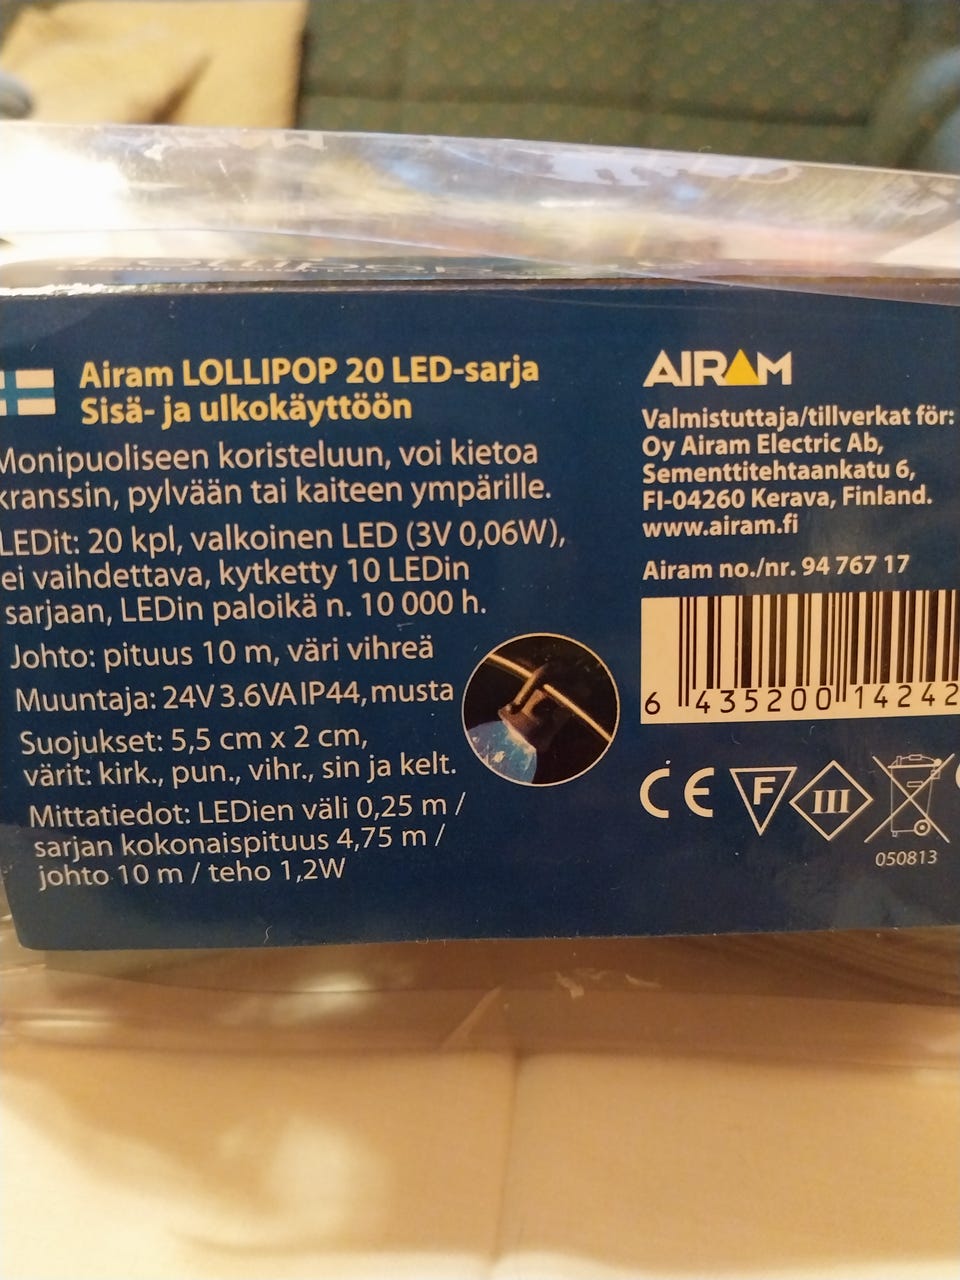 Airam LOLLIPOP 20 LED-sarja
Sisä- ja ulkokäyttöön
Monipuoliseen koristeluun, voi kietoa
kranssin, pylvään tai kaiteen ympärille.
LEDit: 20 kpl, valkoinen LED (3V 0,06W),
ei vaihdettava, kytketty 10 LEDin
sarjaan, LEDin paloikä n. 10 000 h.
Johto: pituus 10 m, väri vihreä
Muuntaja: 24V 3.6VA IP44, musta
Suojukset: 5,5 cm x 2 cm,
värit: kirk., pun., vihr., sin ja kelt.
Mittatiedot: LEDien väli 0,25 m /
sarjan kokonaispituus 4,75 m /
johto 10 m / teho 1,2W
AIRAM
Valmistuttaja/tillverkat för:
Oy Airam Electric Ab,
Sementtitehtaankatu 6,
FI-04260 Kerava, Finland.
www.airam.fi
Airam no./nr. 94 767 17
6 435200 14242
CE F III
050813